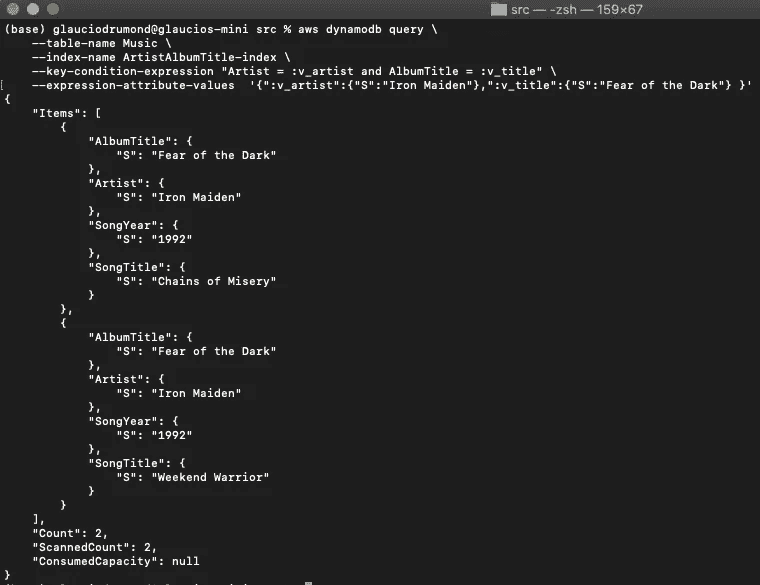 src — -zsh — 159×67
(base) glauciodrumond@glaucios-mini src % aws dynamodb query \
    --table-name Music \
    --index-name ArtistAlbumTitle-index \
    --key-condition-expression "Artist = :v_artist and AlbumTitle = :v_title" \
[    --expression-attribute-values  '{":v_artist":{"S":"Iron Maiden"},":v_title":{"S":"Fear of the Dark"} }'
{
    "Items": [
        {
            "AlbumTitle": {
                "S": "Fear of the Dark"
            },
            "Artist": {
                "S": "Iron Maiden"
            },
            "SongYear": {
                "S": "1992"
            },
            "SongTitle": {
                "S": "Chains of Misery"
            }
        },
        {
            "AlbumTitle": {
                "S": "Fear of the Dark"
            },
            "Artist": {
                "S": "Iron Maiden"
            },
            "SongYear": {
                "S": "1992"
            },
            "SongTitle": {
                "S": "Weekend Warrior"
            }
        }
    ],
    "Count": 2,
    "ScannedCount": 2,
    "ConsumedCapacity": null
}